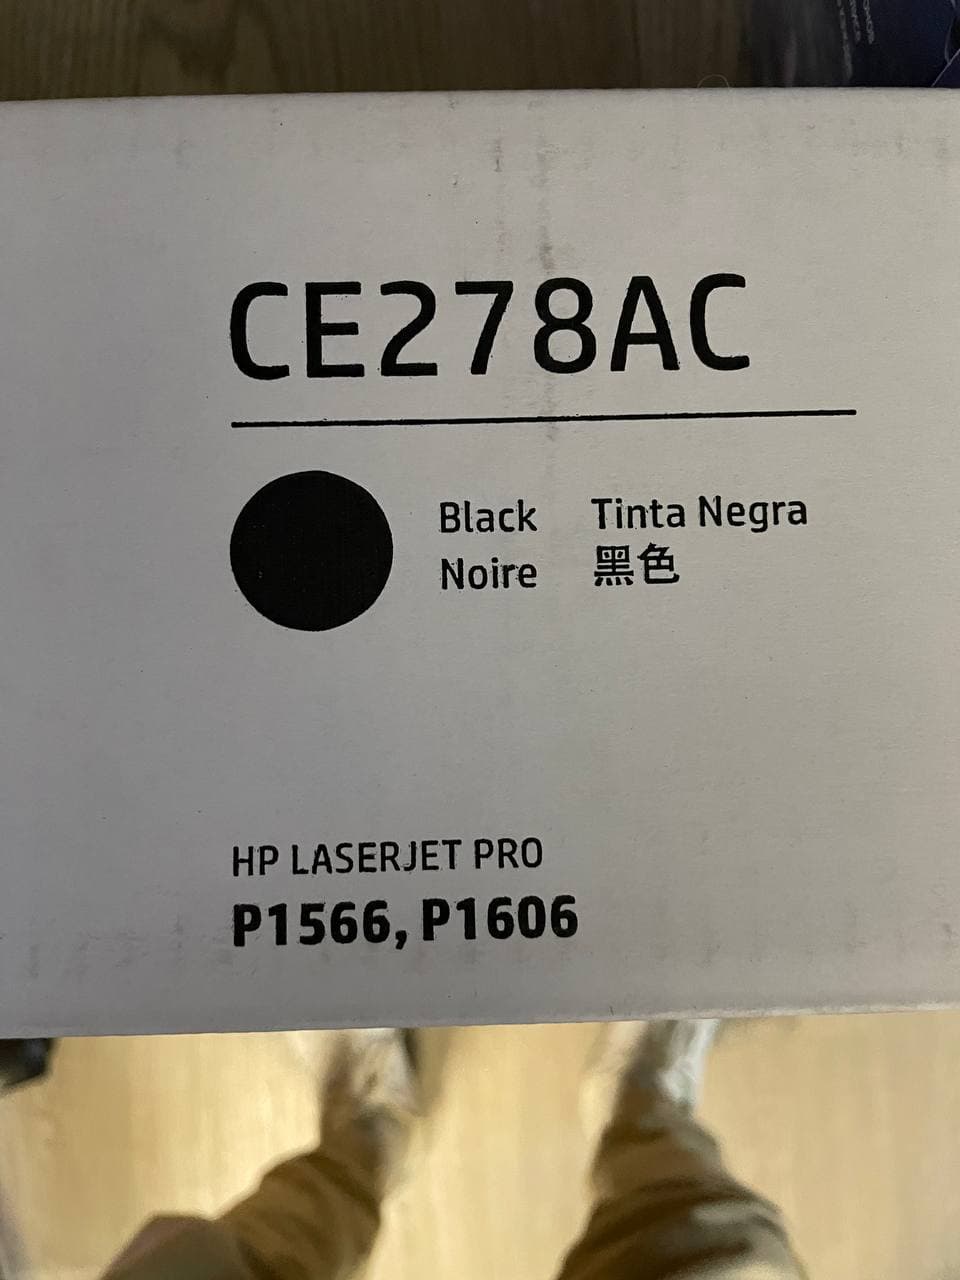 CE278AC
Black Tinta Negra
Noire 黑色
HP LASERJET PRO
P1566, P1606